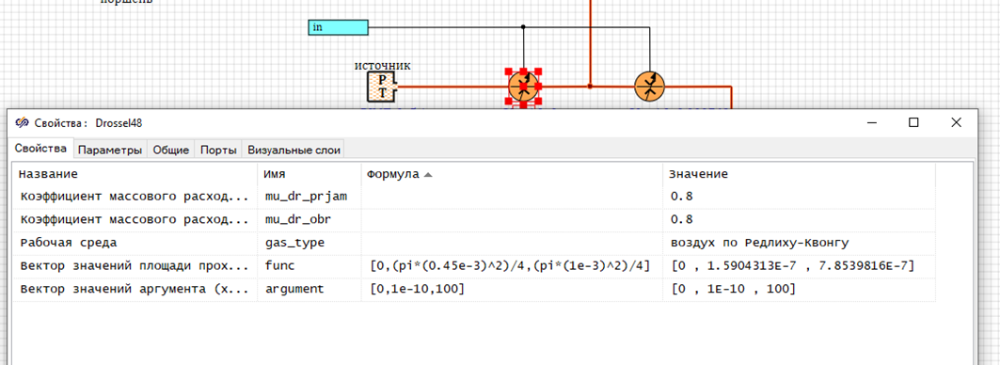 поршень
in
источник
P
T
Свойства : Drossel48
Свойства Параметры Общие Порты Визуальные слои
Название Имя Формула Значение
Коэффициент массового расход... mu_dr_prjam 0.8
Коэффициент массового расход... mu_dr_obr 0.8
Рабочая среда gas_type воздух по Редлиху-Квонгу
Вектор значений площади прох... func [0,(pi*(0.45e-3)^2)/4,(pi*(1e-3)^2)/4] [0 , 1.5904313E-7 , 7.8539816E-7]
Вектор значений аргумента (x... argument [0,1e-10,100] [0 , 1E-10 , 100]